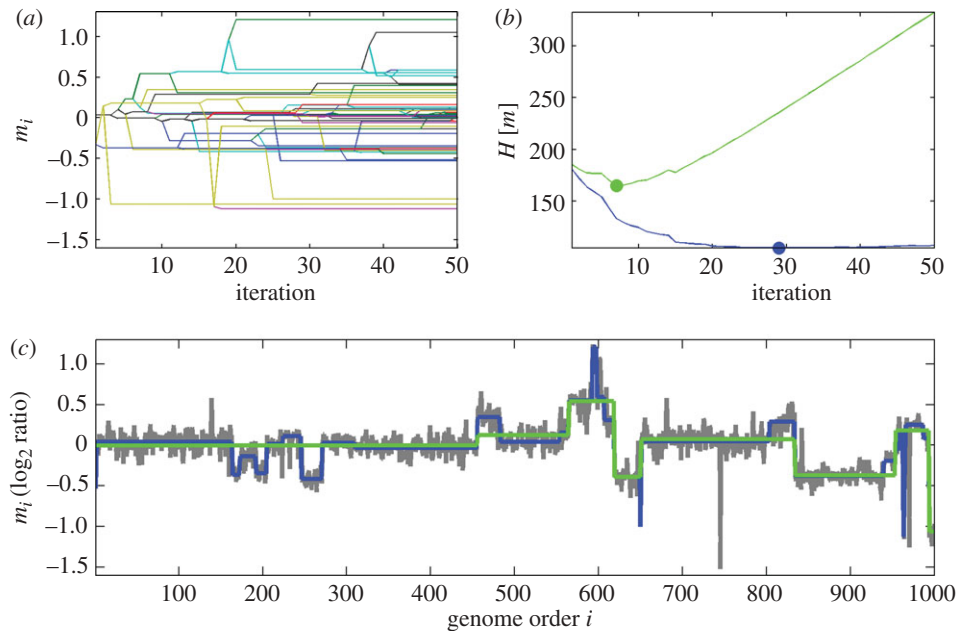 (a)
1.0
0.5
0
−0.5
−1.0
−1.5
m_i
10 20 30 40 50
iteration
(b)
300
250
200
150
H [m]
10 20 30 40 50
iteration
(c)
1.0
0.5
0
−0.5
−1.0
−1.5
m_i (log_2 ratio)
100 200 300 400 500 600 700 800 900 1000
genome order i